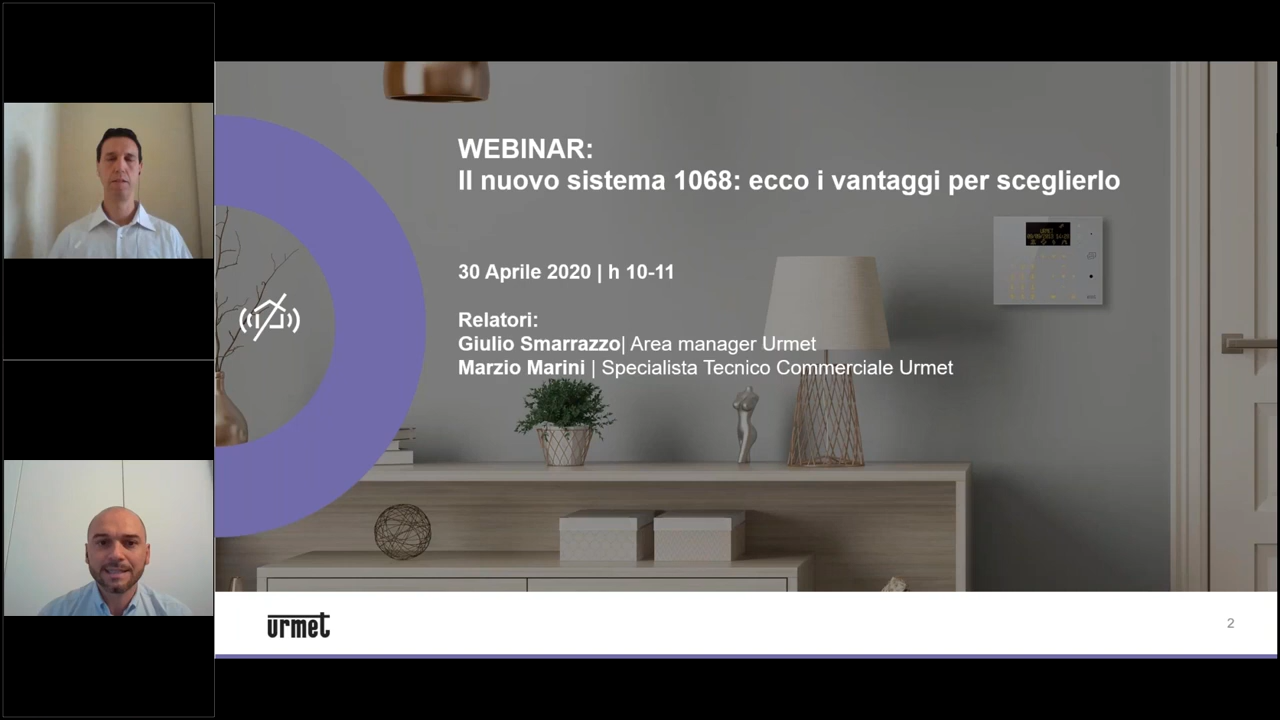 WEBINAR:
Il nuovo sistema 1068: ecco i vantaggi per sceglierlo
30 Aprile 2020 | h 10-11
Relatori:
Giulio Smarrazzo| Area manager Urmet
Marzio Marini | Specialista Tecnico Commerciale Urmet
URMET
urmet
2